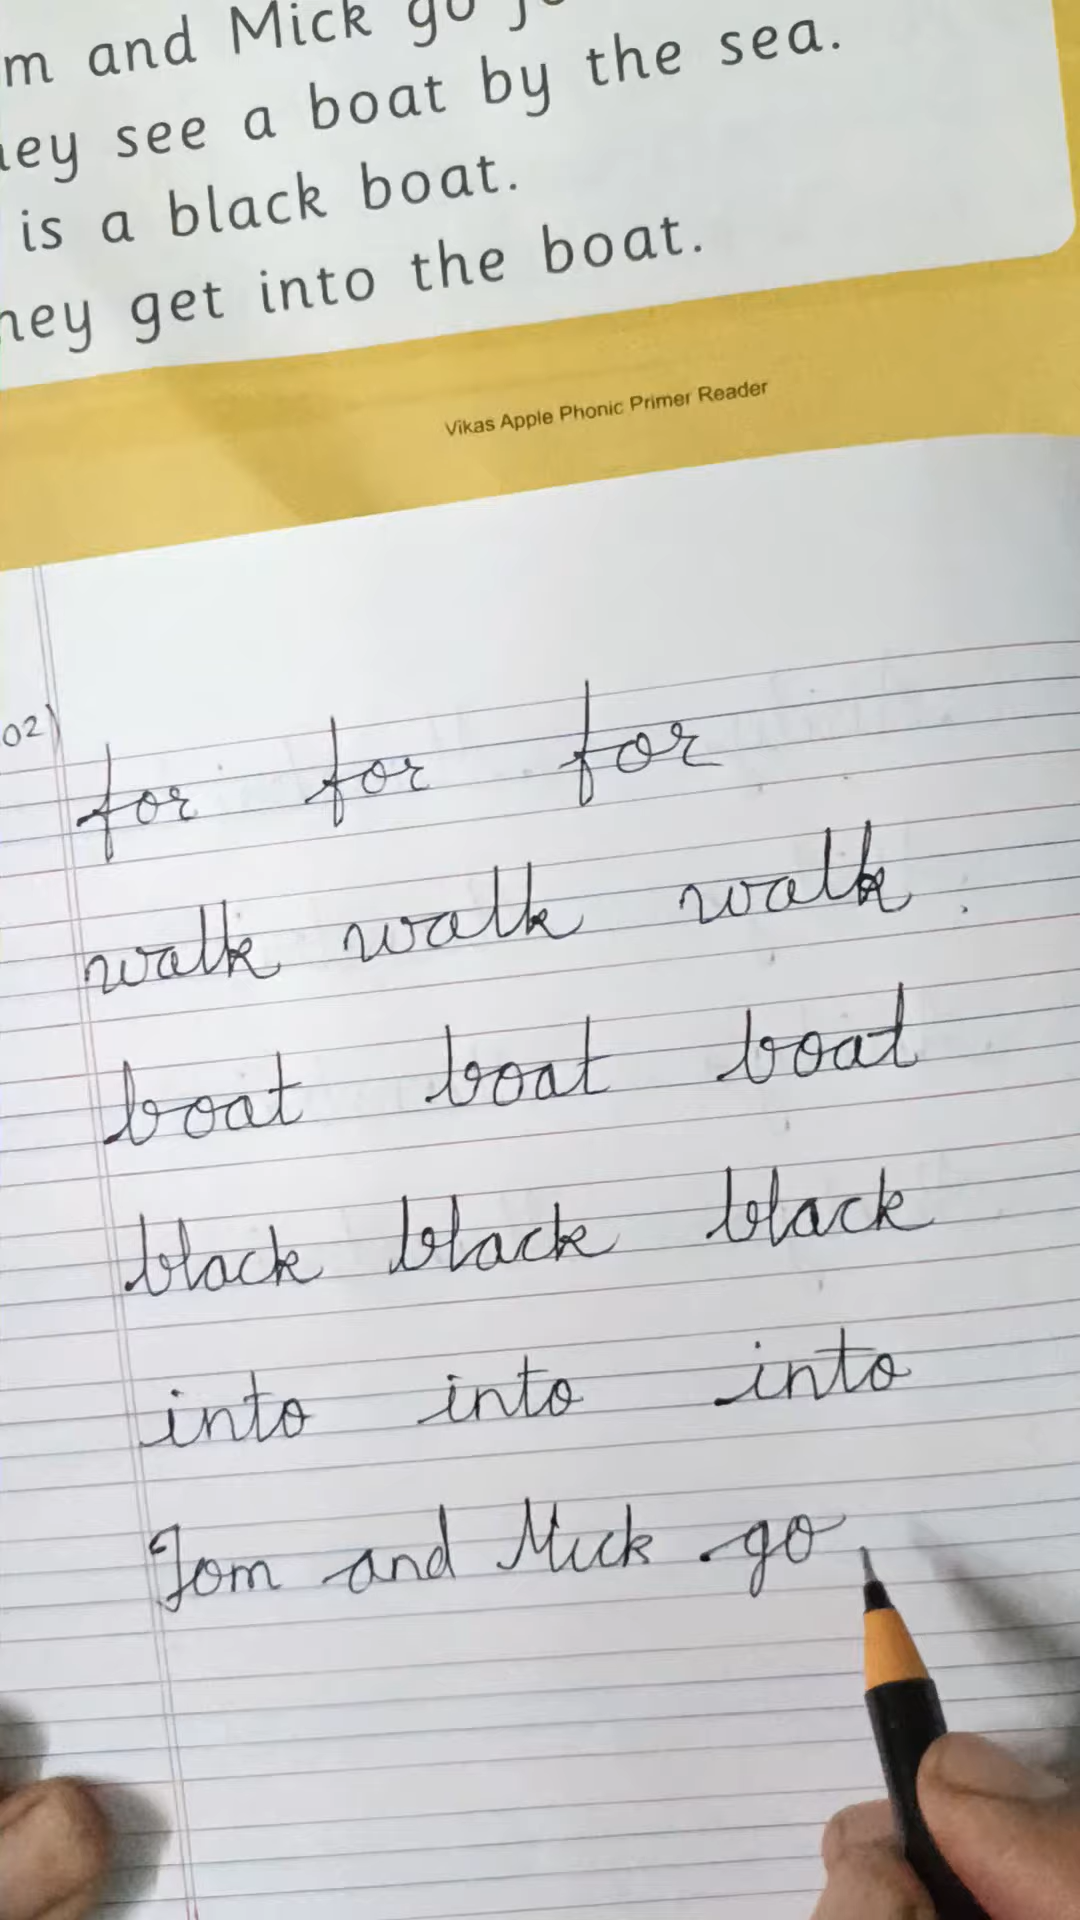 and Mick go
see a boat by the sea.
is a black boat.
get into the boat.
Vikas Apple Phonic Primer Reader
02)
for for for
walk walk walk
boat boat boat
black black black
into into into
Tom and Mick go